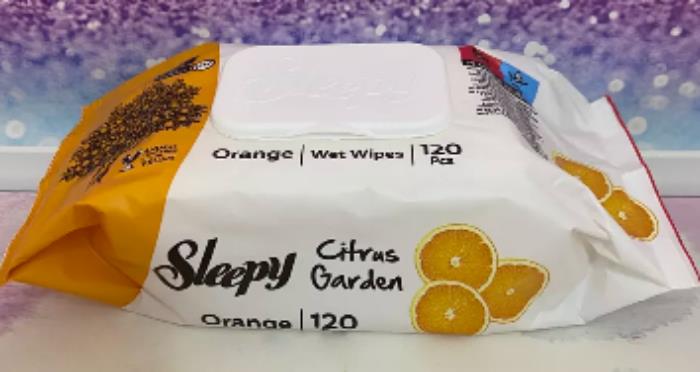 Orange | Wet Wipes | 120 Pcs
Sleepy Citrus Garden
Orange | 120